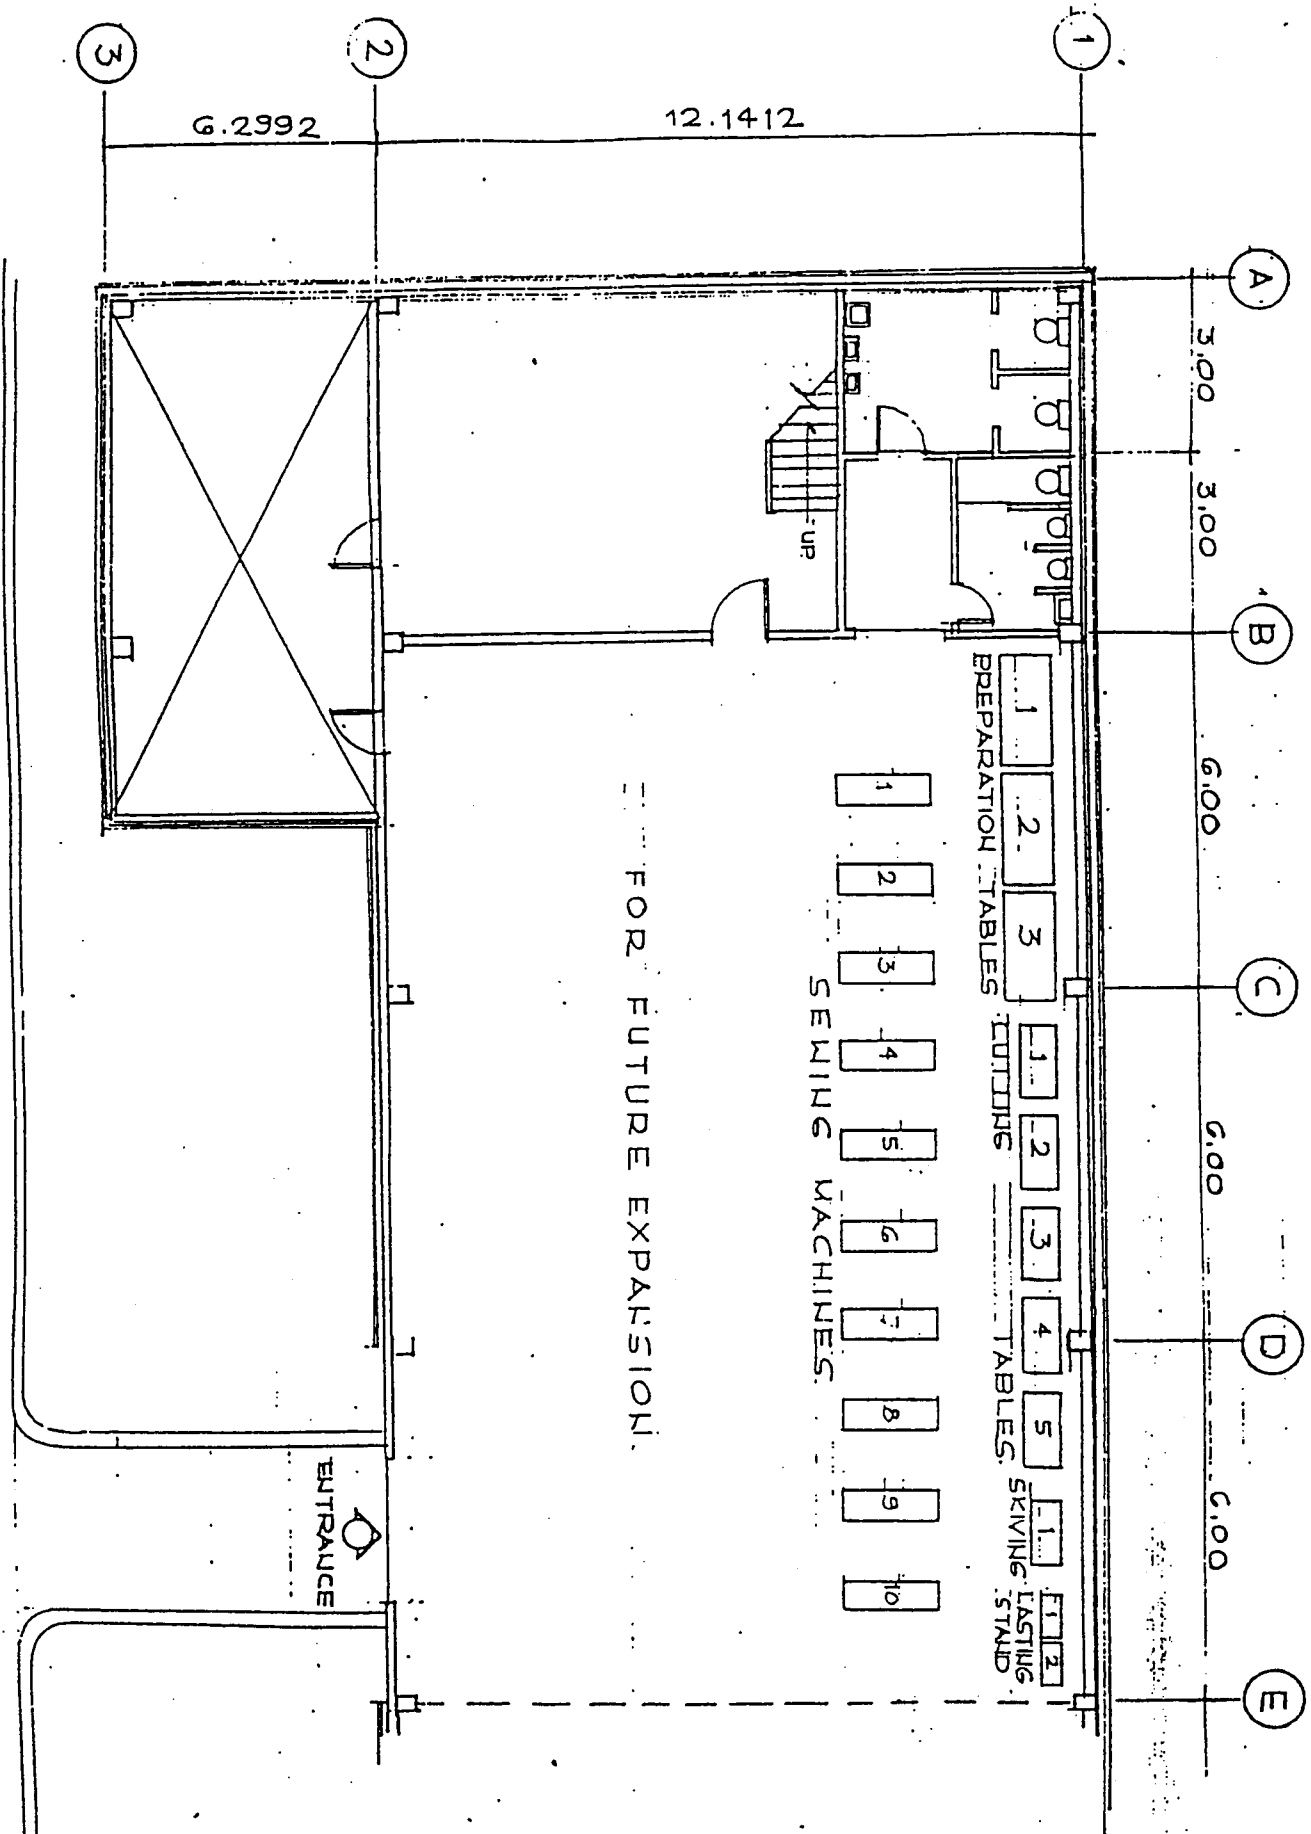 A
B
C
D
E
3.00
3.00
6.00
6.00
6.00
1
2
3
12.1412
6.2992
1
2
3
PREPARATION TABLES
1
2
3
4
5
CUTTING TABLES.
1
SKIVING
1
2
LASTING
STAND
UP
1
2
3
4
5
6
7
8
9
10
SEWING MACHINES.
FOR FUTURE EXPANSION.
ENTRANCE